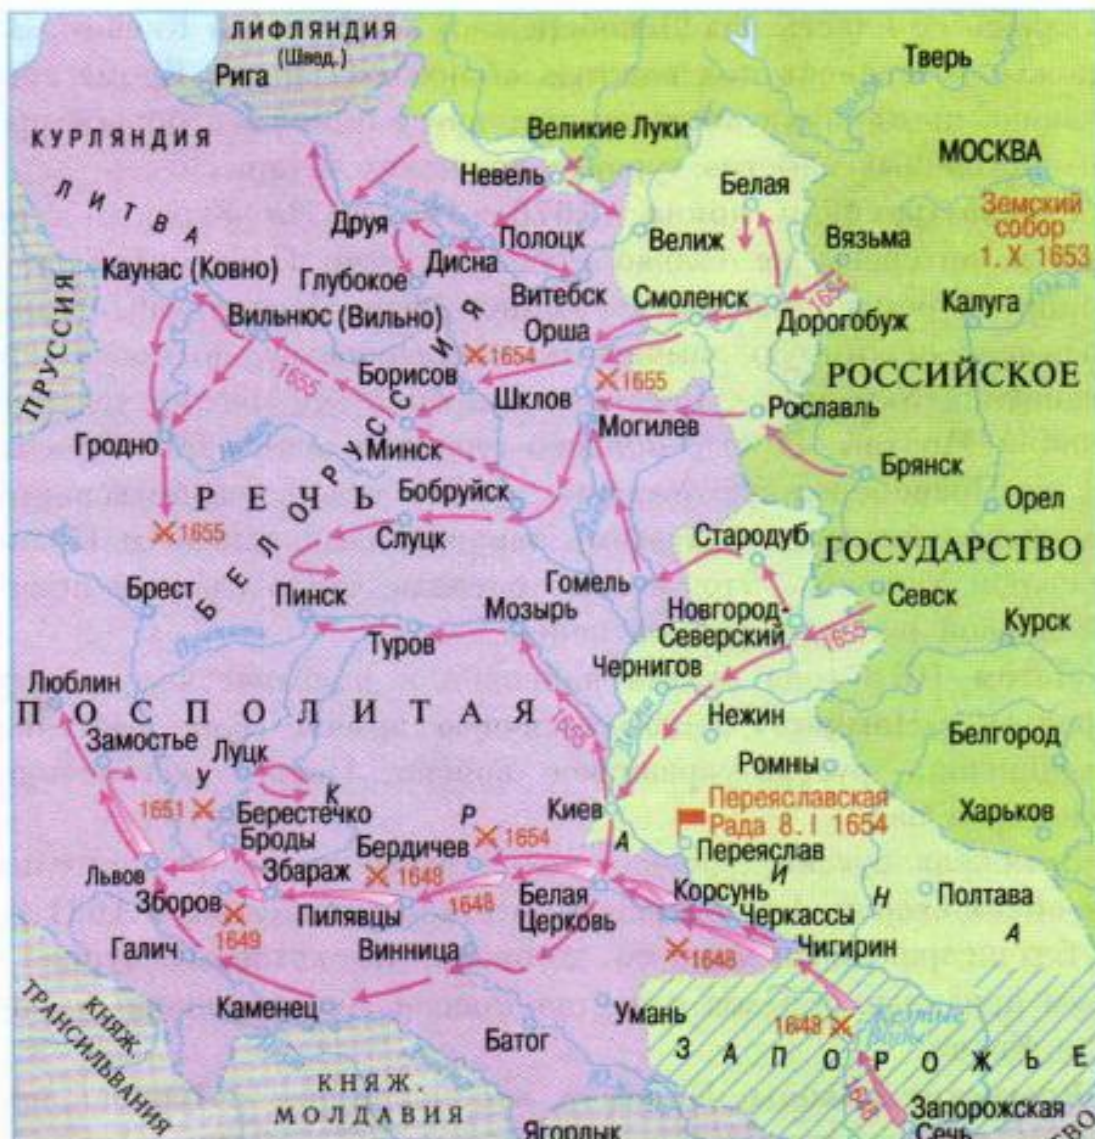 ЛИФЛЯНДИЯ
(Швед.)
Рига
Тверь
КУРЛЯНДИЯ
Великие Луки
МОСКВА
ЛИТВА
Невель
Белая
Земский
собор
1. X 1653
Друя
Полоцк
Велиж
Вязьма
Каунас (Ковно)
Глубокое
Дисна
Витебск
Смоленск
1654
Калуга
Вильнюс (Вильно)
Орша
Дорогобуж
ПРУССИЯ
1654
Борисов
1655
РОССИЙСКОЕ
1655
Шклов
Рославль
Могилев
Гродно
Минск
Брянск
РЕЧЬ
Бобруйск
Орел
БЕЛОРУССИЯ
1655
Слуцк
Стародуб
ГОСУДАРСТВО
Брест
Пинск
Гомель
Севск
Мозырь
Новгород-
Северский
1655
Курск
Туров
Чернигов
Люблин
ПОСПОЛИТАЯ
1655
Нежин
Белгород
Замостье
Луцк
Ромны
УКРАИНА
1651
Берестечко
Киев
Переяславская
Рада 8. I 1654
Харьков
Броды
Бердичев
1654
Переяслав
Львов
Збараж
1648
Белая
Церковь
Корсунь
Полтава
Зборов
Пилявцы
1648
Черкассы
1649
Галич
Винница
1648
Чигирин
Каменец
Умань
1648
Желтые
Воды
КНЯЖ.
ТРАНСИЛЬВАНИЯ
Батог
ЗАПОРОЖЬЕ
КНЯЖ.
МОЛДАВИЯ
1648
Запорожская
Сечь
Ягорлык